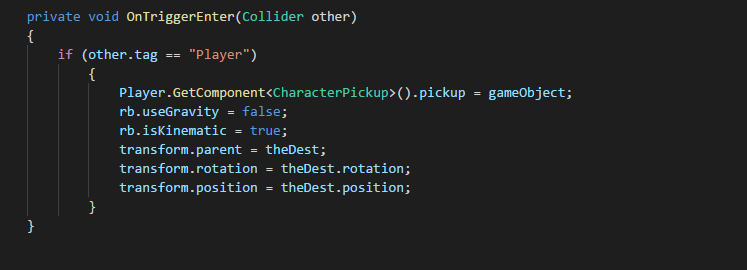 private void OnTriggerEnter(Collider other)
{
if (other.tag == "Player")
{
Player.GetComponent<CharacterPickup>().pickup = gameObject;
rb.useGravity = false;
rb.isKinematic = true;
transform.parent = theDest;
transform.rotation = theDest.rotation;
transform.position = theDest.position;
}
}